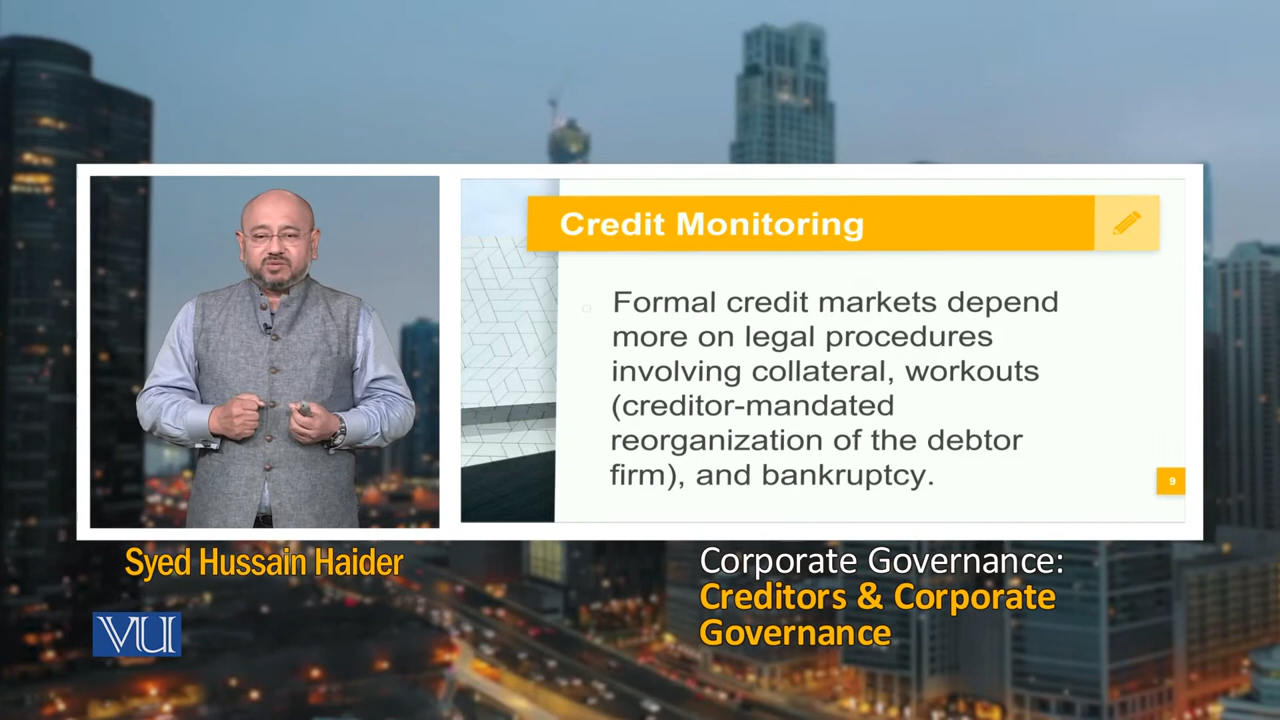 Credit Monitoring
Formal credit markets depend
more on legal procedures
involving collateral, workouts
(creditor-mandated
reorganization of the debtor
firm), and bankruptcy.
9
Syed Hussain Haider
VU
Corporate Governance:
Creditors & Corporate
Governance